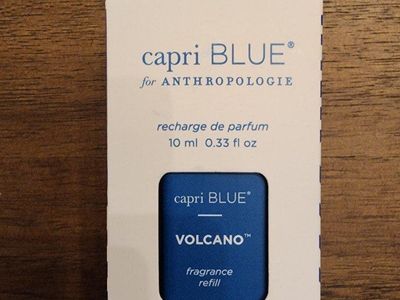 capri BLUE®
for ANTHROPOLOGIE
recharge de parfum
10 ml 0.33 fl oz
capri BLUE®
VOLCANO™
fragrance
refill